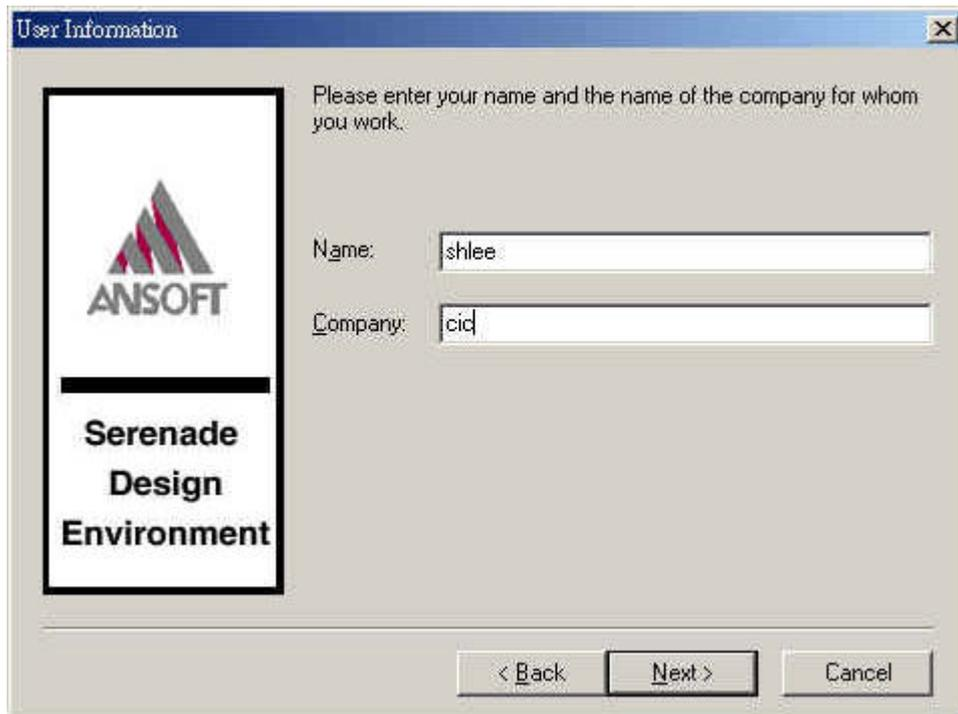 User Information
Please enter your name and the name of the company for whom
you work.
Name: shlee
Company: cic
ANSOFT
Serenade
Design
Environment
< Back Next > Cancel